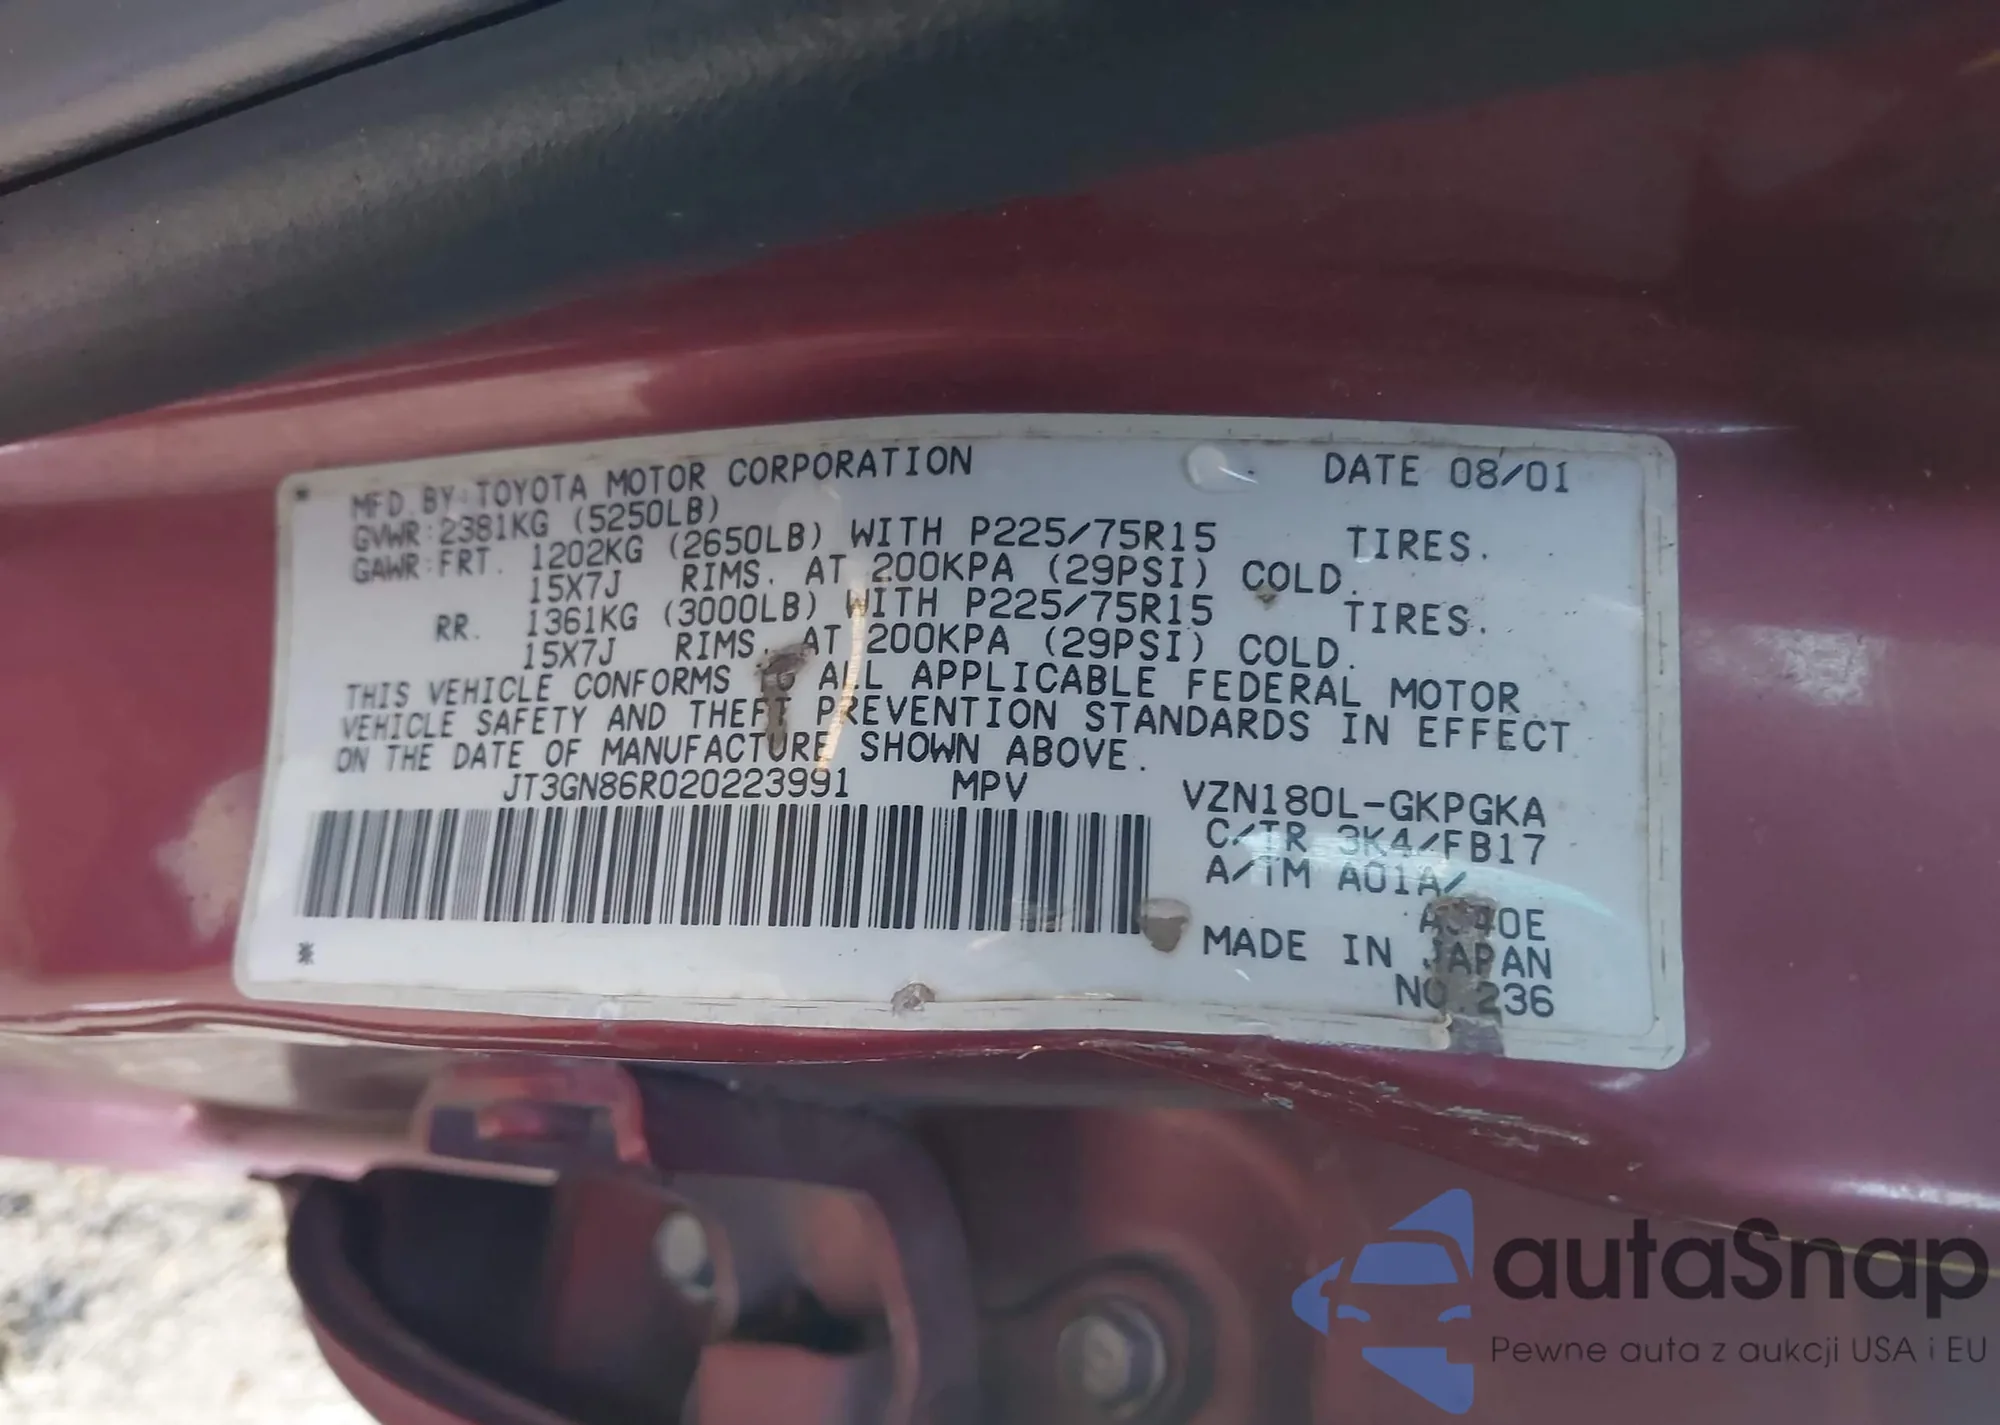 MFD. BY: TOYOTA MOTOR CORPORATION DATE 08/01
GVWR: 2381KG (5250LB)
GAWR: FRT. 1202KG (2650LB) WITH P225/75R15 TIRES.
15X7J RIMS. AT 200KPA (29PSI) COLD.
RR. 1361KG (3000LB) WITH P225/75R15 TIRES.
15X7J RIMS. AT 200KPA (29PSI) COLD.
THIS VEHICLE CONFORMS TO ALL APPLICABLE FEDERAL MOTOR
VEHICLE SAFETY AND THEFT PREVENTION STANDARDS IN EFFECT
ON THE DATE OF MANUFACTURE SHOWN ABOVE.
JT3GN86R020223991 MPV VZN180L-GKPGKA
C/TR 3K4/FB17
A/TM A01A/
A340E
MADE IN JAPAN
NO.236
autaSnap
Pewne auta z aukcji USA i EU